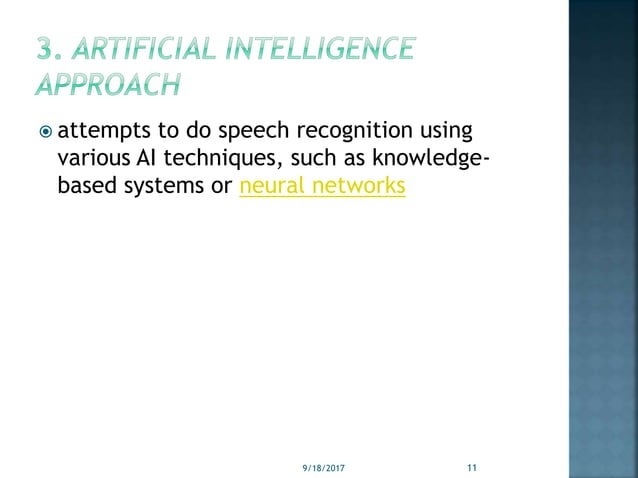 3. ARTIFICIAL INTELLIGENCE
APPROACH
attempts to do speech recognition using
various AI techniques, such as knowledge-
based systems or neural networks
9/18/2017 11